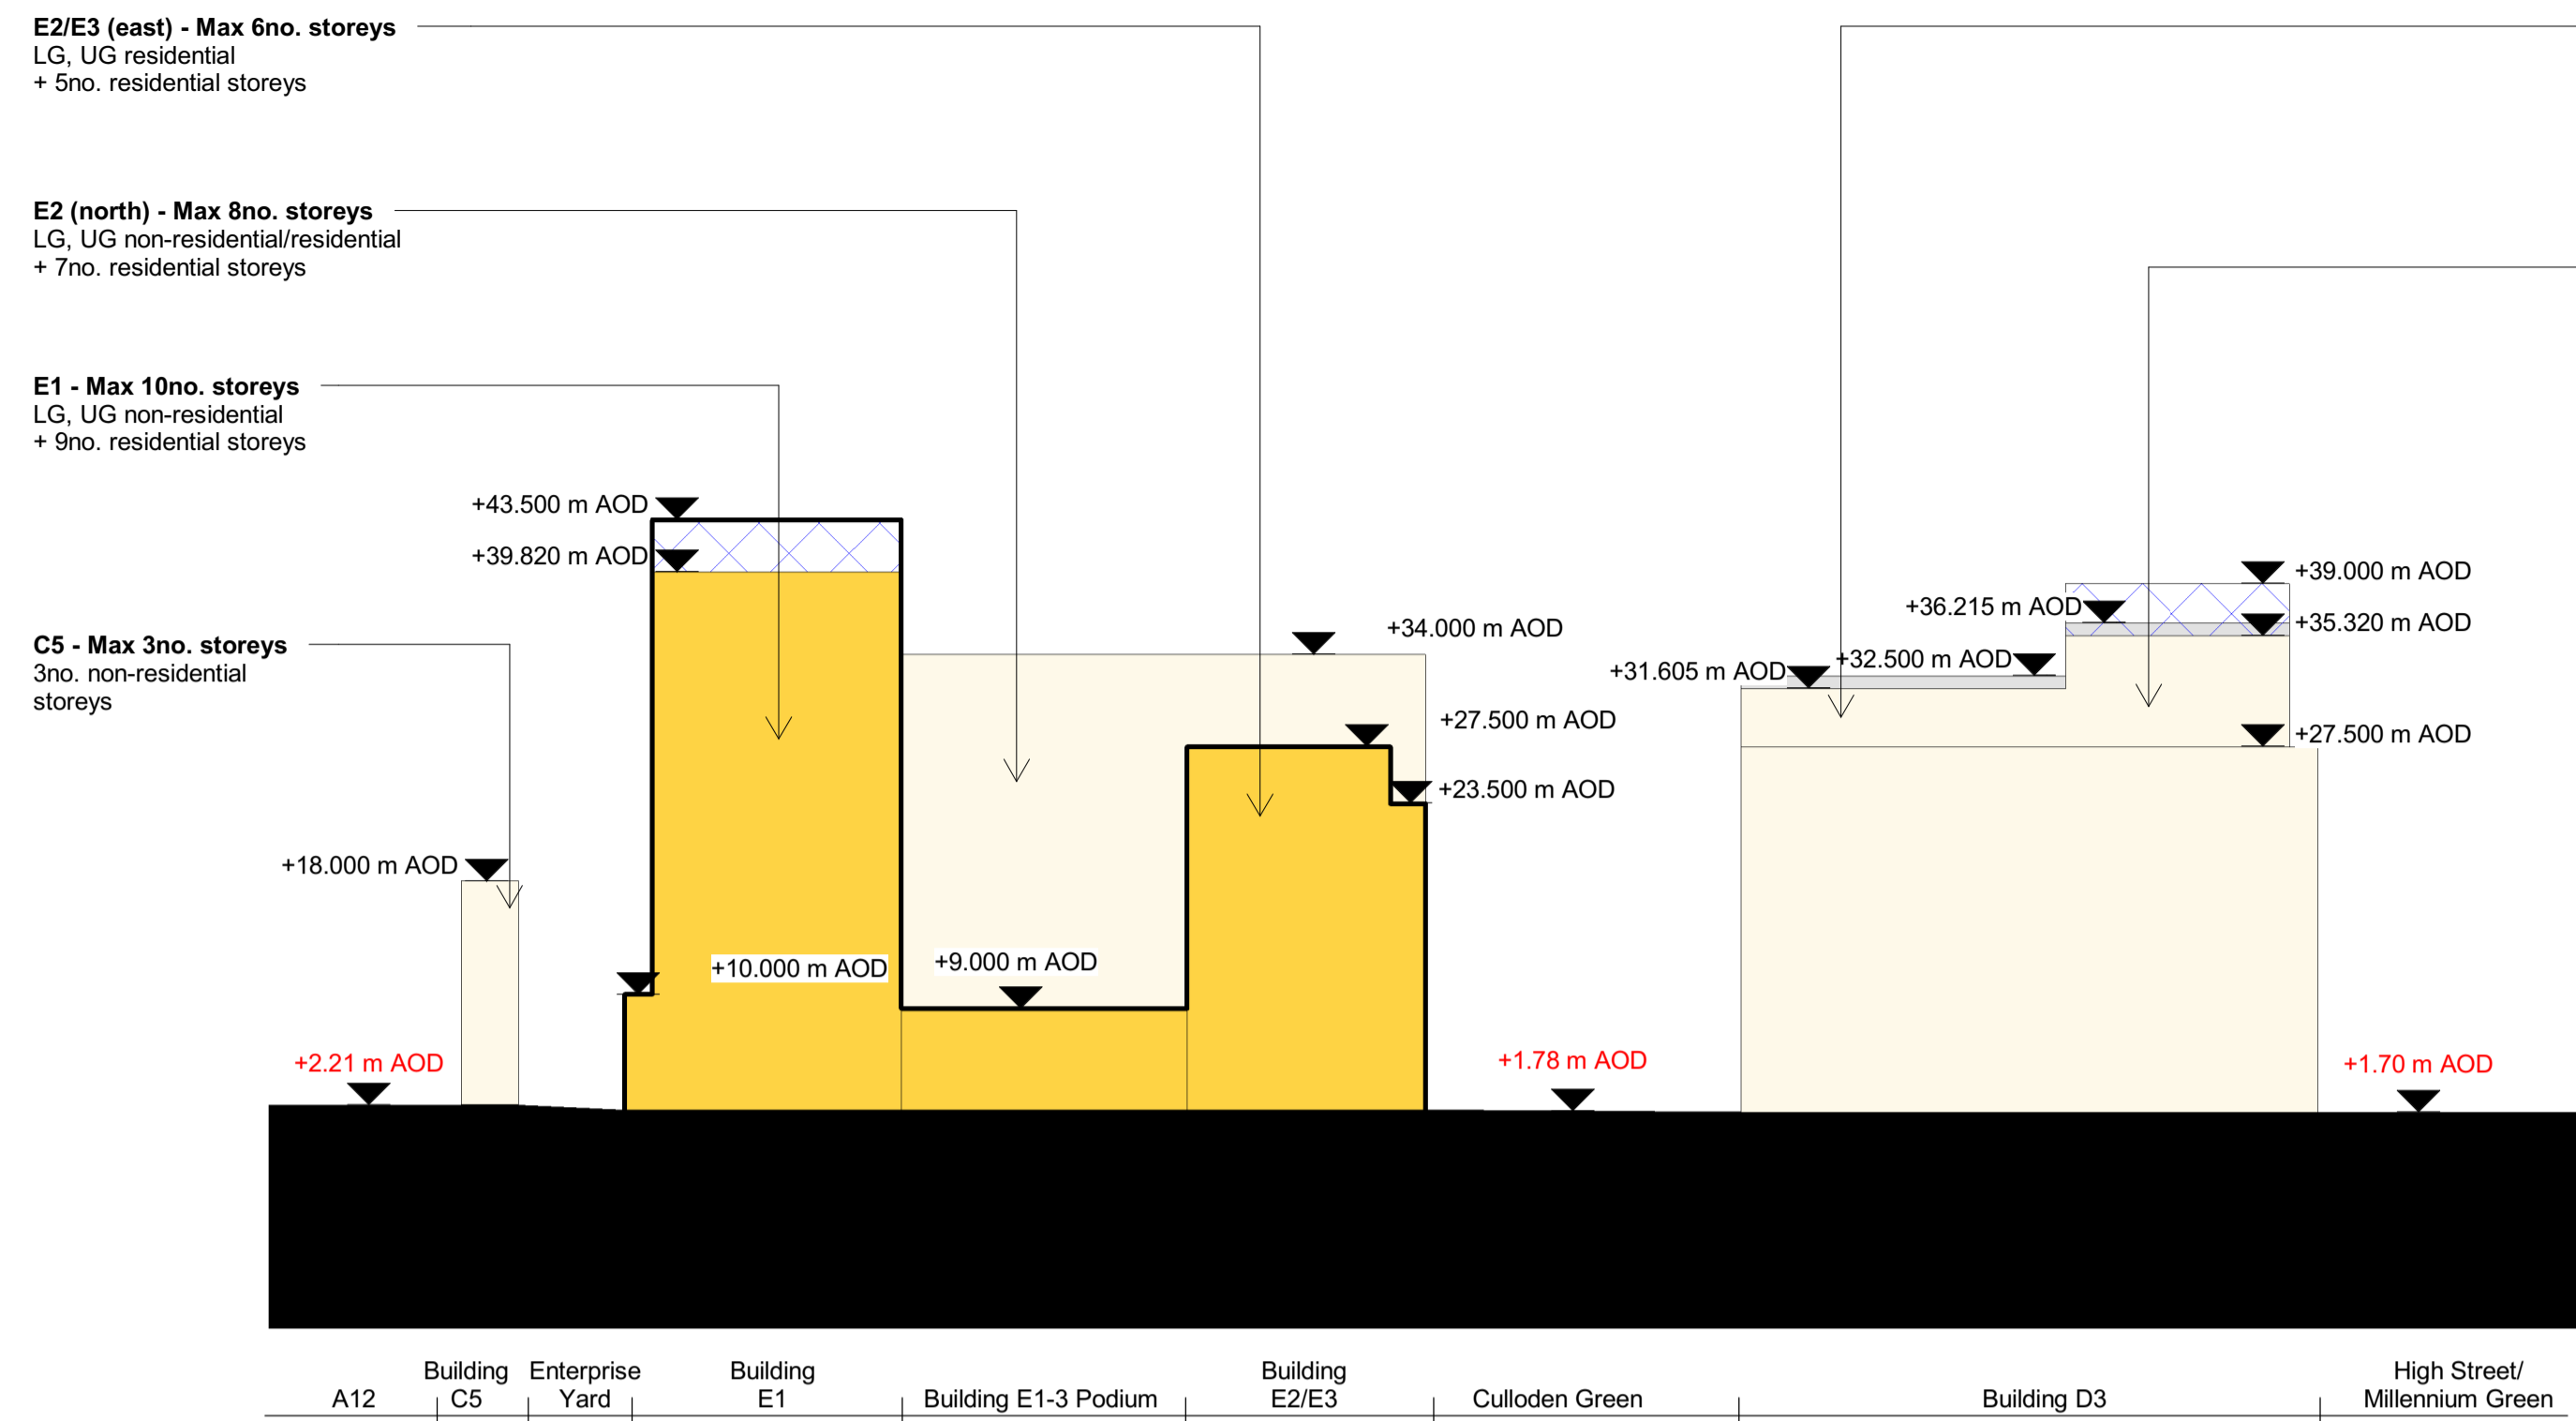 E2/E3 (east) - Max 6no. storeys
LG, UG residential
+ 5no. residential storeys
E2 (north) - Max 8no. storeys
LG, UG non-residential/residential
+ 7no. residential storeys
E1 - Max 10no. storeys
LG, UG non-residential
+ 9no. residential storeys
C5 - Max 3no. storeys
3no. non-residential
storeys
+43.500 m AOD
+39.820 m AOD
+34.000 m AOD
+27.500 m AOD
+23.500 m AOD
+18.000 m AOD
+10.000 m AOD
+9.000 m AOD
+39.000 m AOD
+36.215 m AOD
+35.320 m AOD
+32.500 m AOD
+31.605 m AOD
+27.500 m AOD
+2.21 m AOD
+1.78 m AOD
+1.70 m AOD
A12
Building
C5
Enterprise
Yard
Building
E1
Building E1-3 Podium
Building
E2/E3
Culloden Green
Building D3
High Street/
Millennium Green